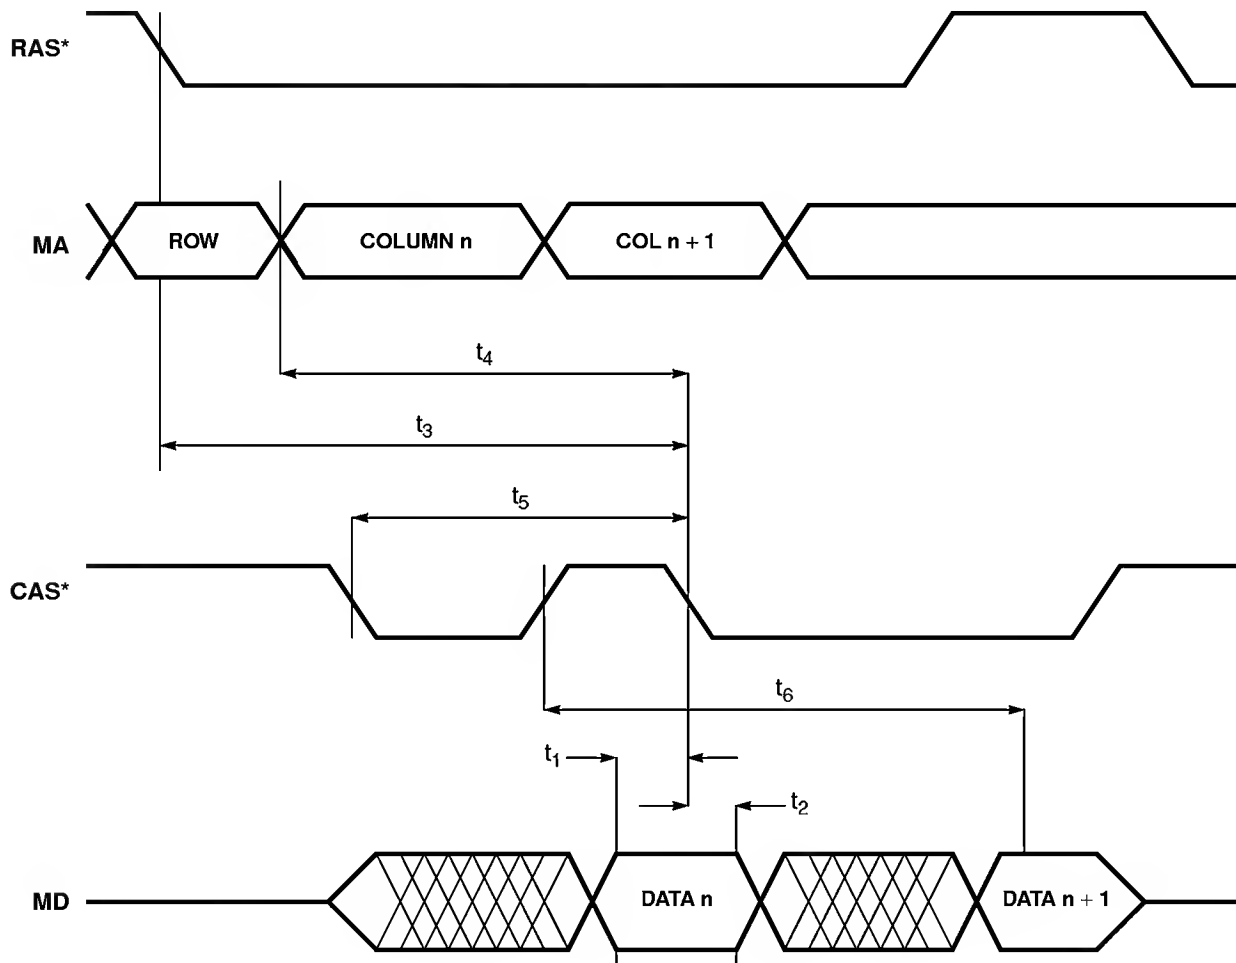 RAS*
MA
ROW
COLUMN n
COL n + 1
t4
t3
t5
CAS*
t6
t1
t2
MD
DATA n
DATA n + 1